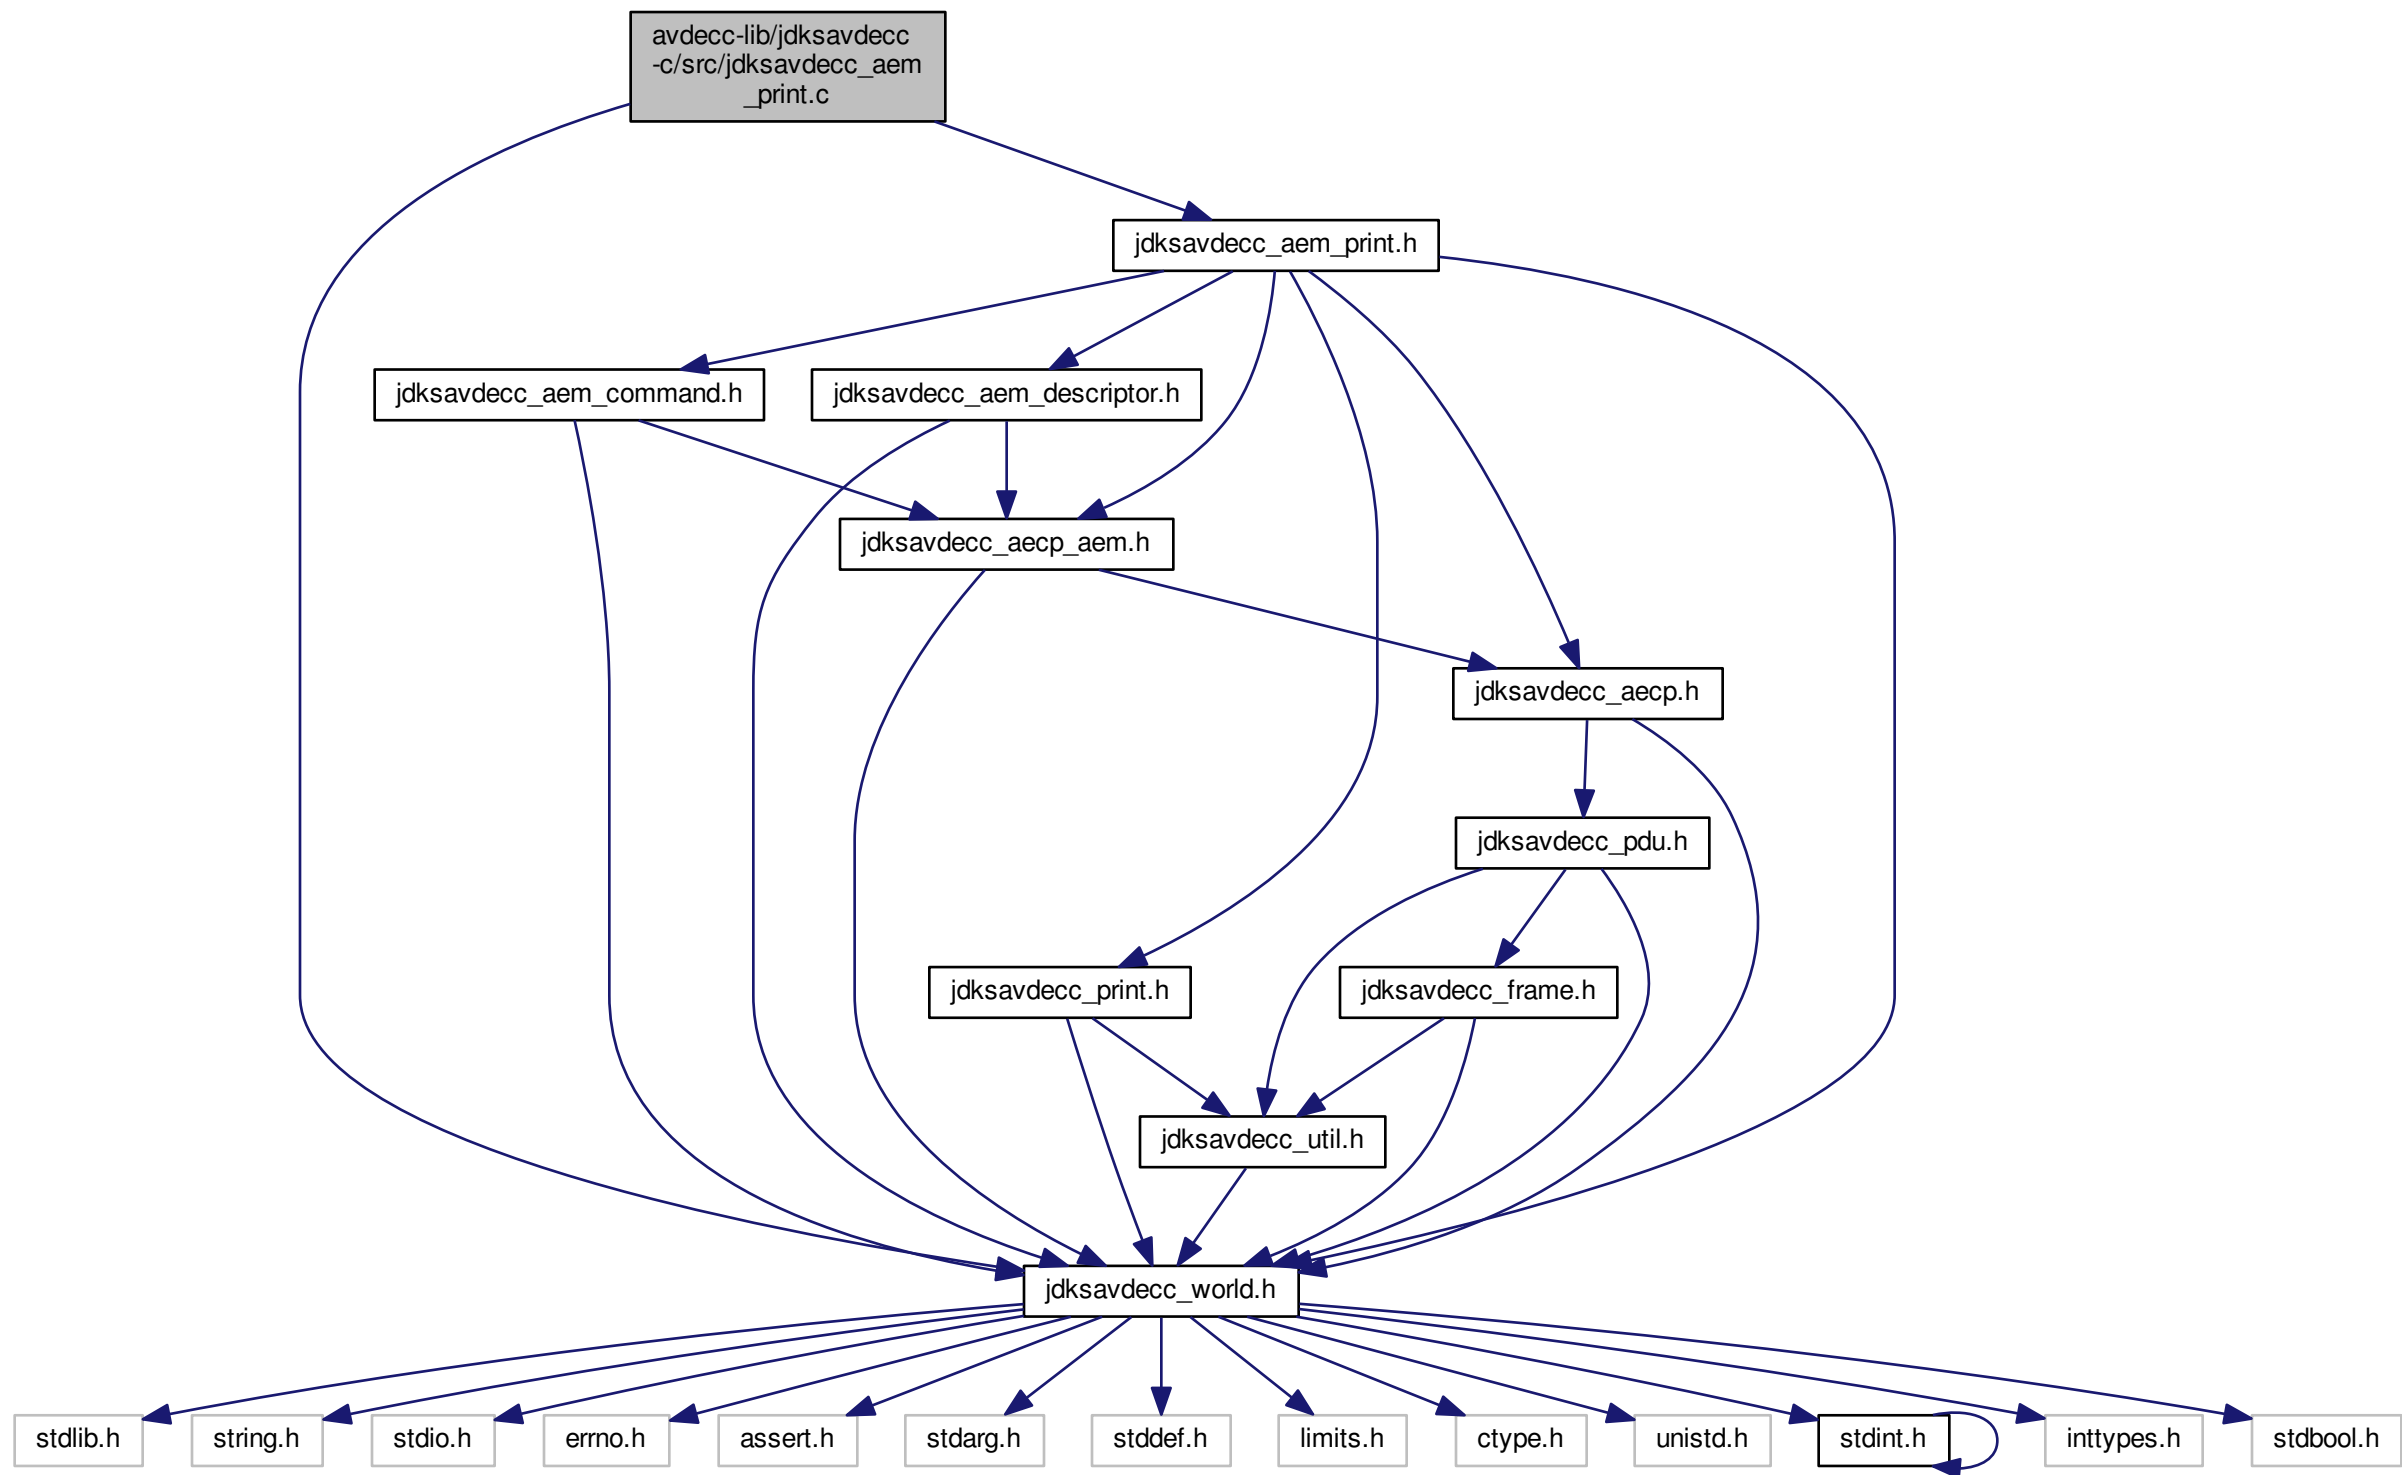 avdecc-lib/jdksavdecc
-c/src/jdksavdecc_aem
_print.c
jdksavdecc_aem_print.h
jdksavdecc_aem_command.h
jdksavdecc_aem_descriptor.h
jdksavdecc_aecp_aem.h
jdksavdecc_aecp.h
jdksavdecc_pdu.h
jdksavdecc_print.h
jdksavdecc_frame.h
jdksavdecc_util.h
jdksavdecc_world.h
stdlib.h
string.h
stdio.h
errno.h
assert.h
stdarg.h
stddef.h
limits.h
ctype.h
unistd.h
stdint.h
inttypes.h
stdbool.h